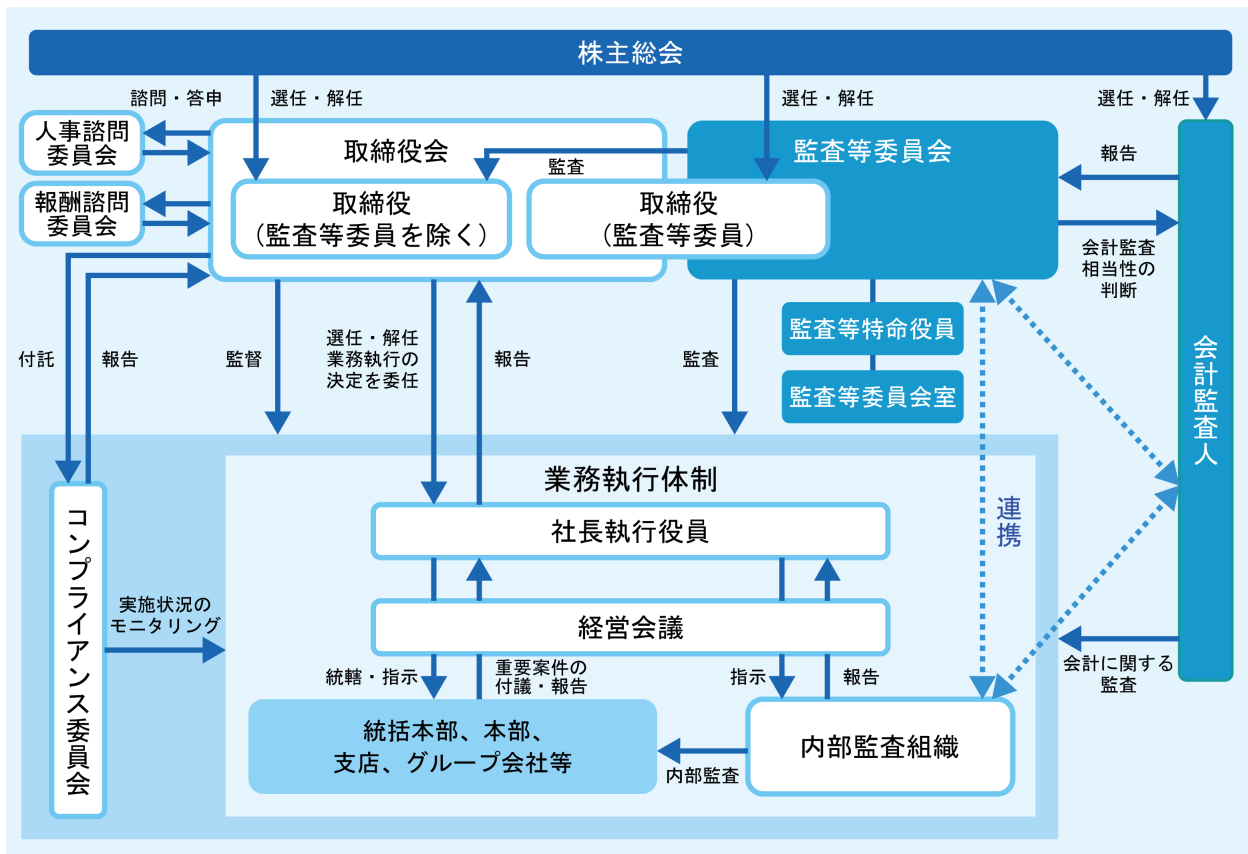 株主総会
諮問・答申
選任・解任
選任・解任
選任・解任
人事諮問
委員会
報酬諮問
委員会
取締役会
監査
監査等委員会
報告
取締役
（監査等委員を除く）
取締役
（監査等委員）
会計監査
相当性の
判断
監査等特命役員
監査等委員会室
会計監査人
付託
報告
監督
選任・解任
業務執行の
決定を委任
報告
監査
業務執行体制
社長執行役員
連携
コンプライアンス委員会
実施状況の
モニタリング
経営会議
統轄・指示
重要案件の
付議・報告
指示
報告
会計に関する
監査
統括本部、本部、
支店、グループ会社等
内部監査
内部監査組織